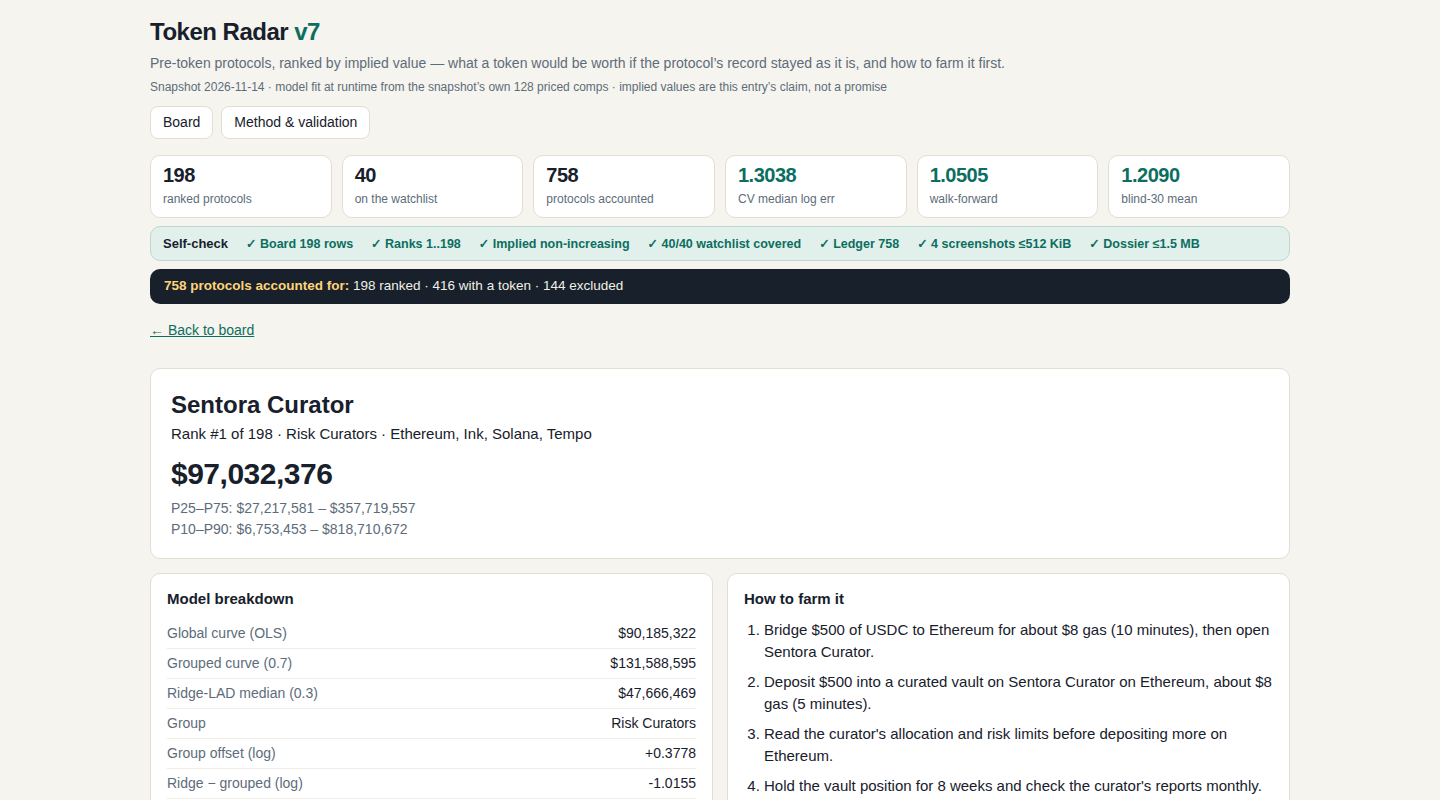 Token Radar v7
Pre-token protocols, ranked by implied value — what a token would be worth if the protocol's record stayed as it is, and how to farm it first.
Snapshot 2026-11-14 · model fit at runtime from the snapshot's own 128 priced comps · implied values are this entry's claim, not a promise
Board
Method & validation
198
ranked protocols
40
on the watchlist
758
protocols accounted
1.3038
CV median log err
1.0505
walk-forward
1.2090
blind-30 mean
Self-check ✓ Board 198 rows ✓ Ranks 1..198 ✓ Implied non-increasing ✓ 40/40 watchlist covered ✓ Ledger 758 ✓ 4 screenshots ≤512 KiB ✓ Dossier ≤1.5 MB
758 protocols accounted for: 198 ranked · 416 with a token · 144 excluded
← Back to board
Sentora Curator
Rank #1 of 198 · Risk Curators · Ethereum, Ink, Solana, Tempo
$97,032,376
P25–P75: $27,217,581 – $357,719,557
P10–P90: $6,753,453 – $818,710,672
Model breakdown
Global curve (OLS) $90,185,322
Grouped curve (0.7) $131,588,595
Ridge-LAD median (0.3) $47,666,469
Group Risk Curators
Group offset (log) +0.3778
Ridge − grouped (log) -1.0155
How to farm it
1. Bridge $500 of USDC to Ethereum for about $8 gas (10 minutes), then open
Sentora Curator.
2. Deposit $500 into a curated vault on Sentora Curator on Ethereum, about $8
gas (5 minutes).
3. Read the curator's allocation and risk limits before depositing more on
Ethereum.
4. Hold the vault position for 8 weeks and check the curator's reports monthly.